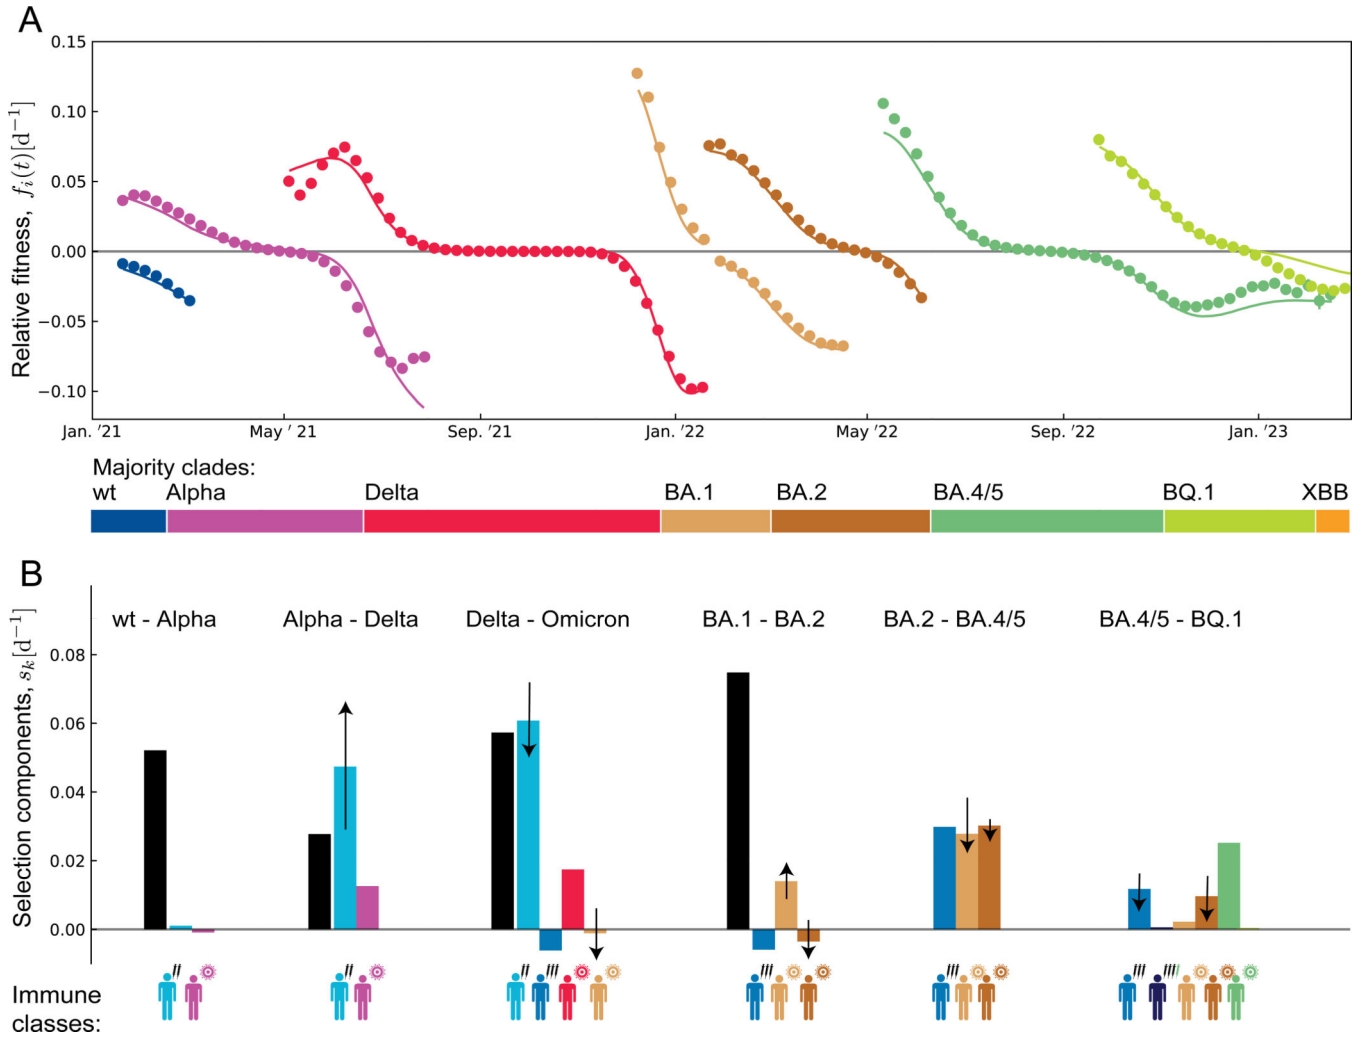 A
0.15
0.10
0.05
0.00
−0.05
−0.10
Relative fitness, f_i(t)[d^{−1}]
Jan. '21 May '21 Sep. '21 Jan. '22 May '22 Sep. '22 Jan. '23
Majority clades:
wt Alpha Delta BA.1 BA.2 BA.4/5 BQ.1 XBB
B
wt - Alpha Alpha - Delta Delta - Omicron BA.1 - BA.2 BA.2 - BA.4/5 BA.4/5 - BQ.1
0.08
0.06
0.04
0.02
0.00
Selection components, s_k[d^{−1}]
Immune
classes: